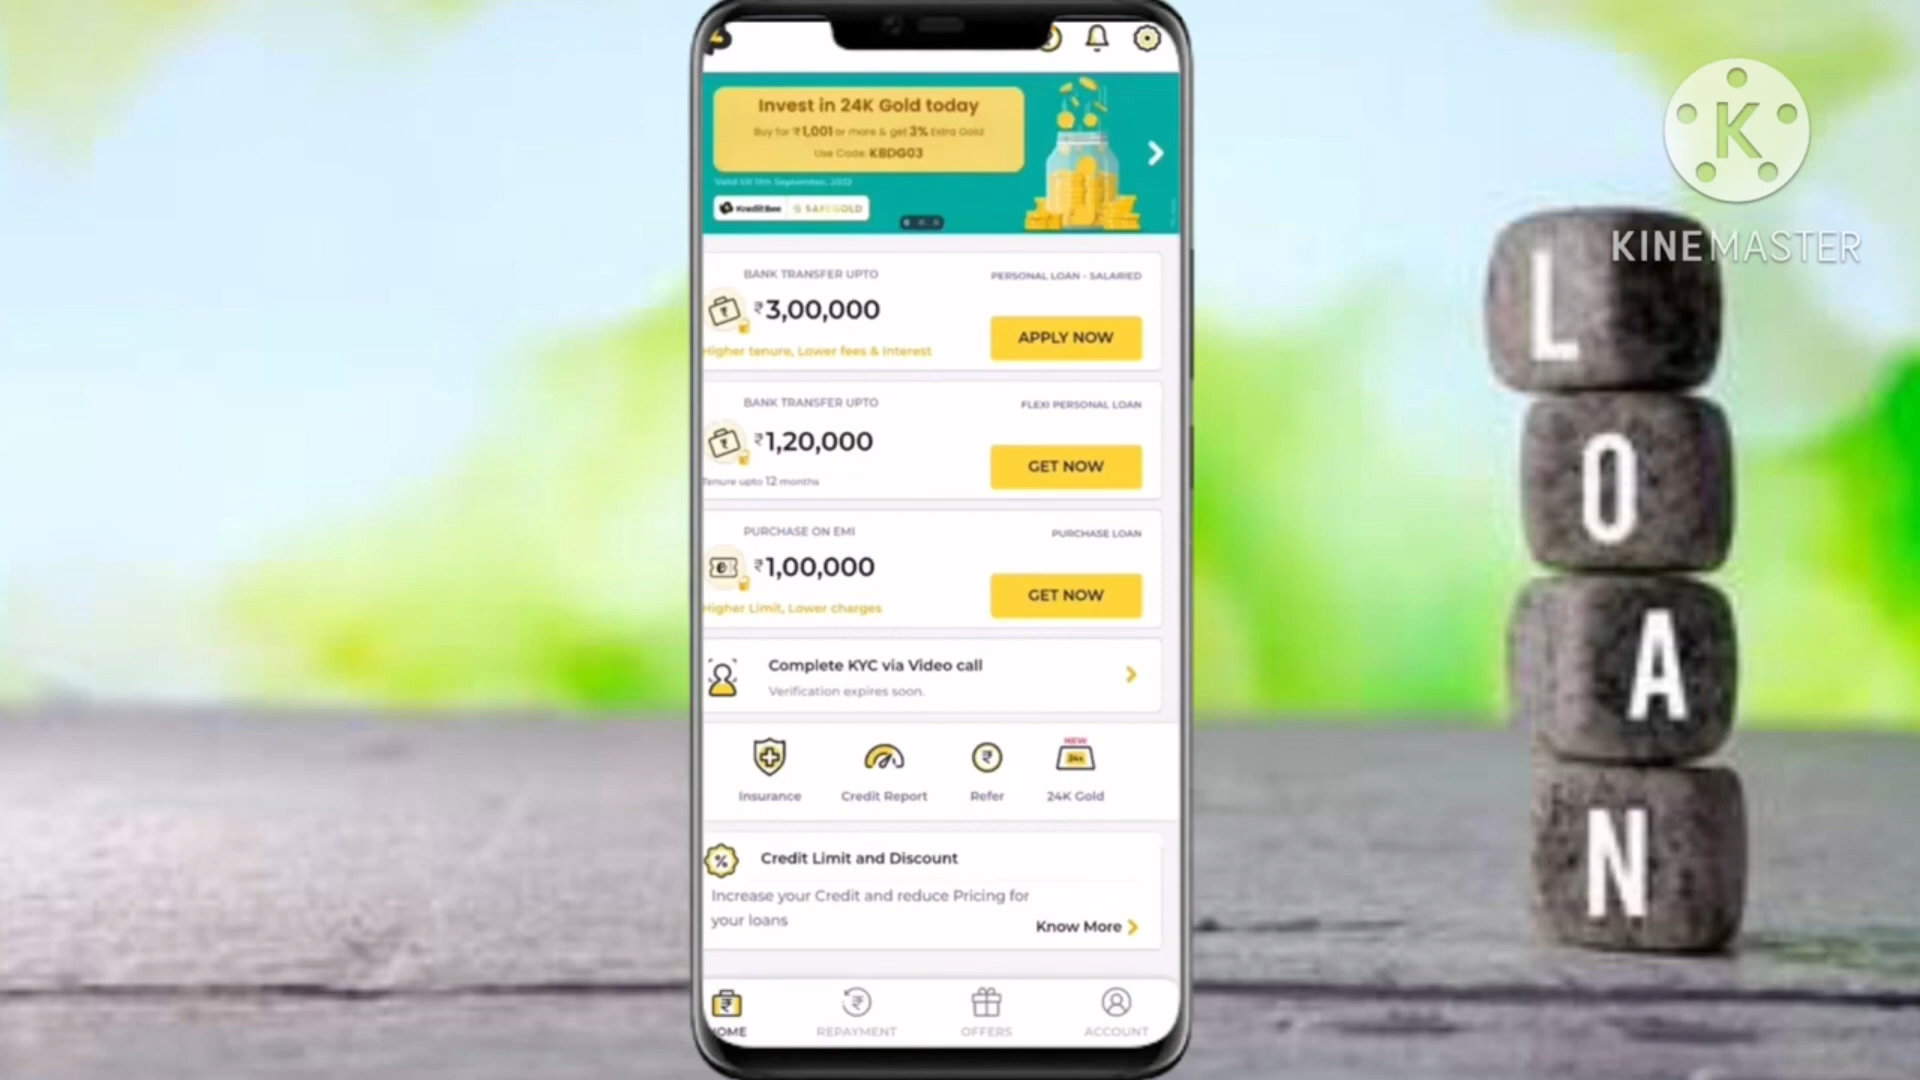 Invest in 24K Gold today
Buy for ₹1,001 or more & get 3% Extra Gold
Use Code: KBDG03
Valid till 11th September, 2022
KreditBee
SAFEGOLD
BANK TRANSFER UPTO
PERSONAL LOAN - SALARIED
₹3,00,000
APPLY NOW
Higher tenure, Lower fees & Interest
BANK TRANSFER UPTO
FLEXI PERSONAL LOAN
₹1,20,000
GET NOW
Tenure upto 12 months
PURCHASE ON EMI
PURCHASE LOAN
₹1,00,000
GET NOW
Higher Limit, Lower charges
Complete KYC via Video call
Verification expires soon.
NEW
24K
Insurance
Credit Report
Refer
24K Gold
Credit Limit and Discount
Increase your Credit and reduce Pricing for
your loans
Know More
HOME
REPAYMENT
OFFERS
ACCOUNT
K
KINEMASTER
L
O
A
N